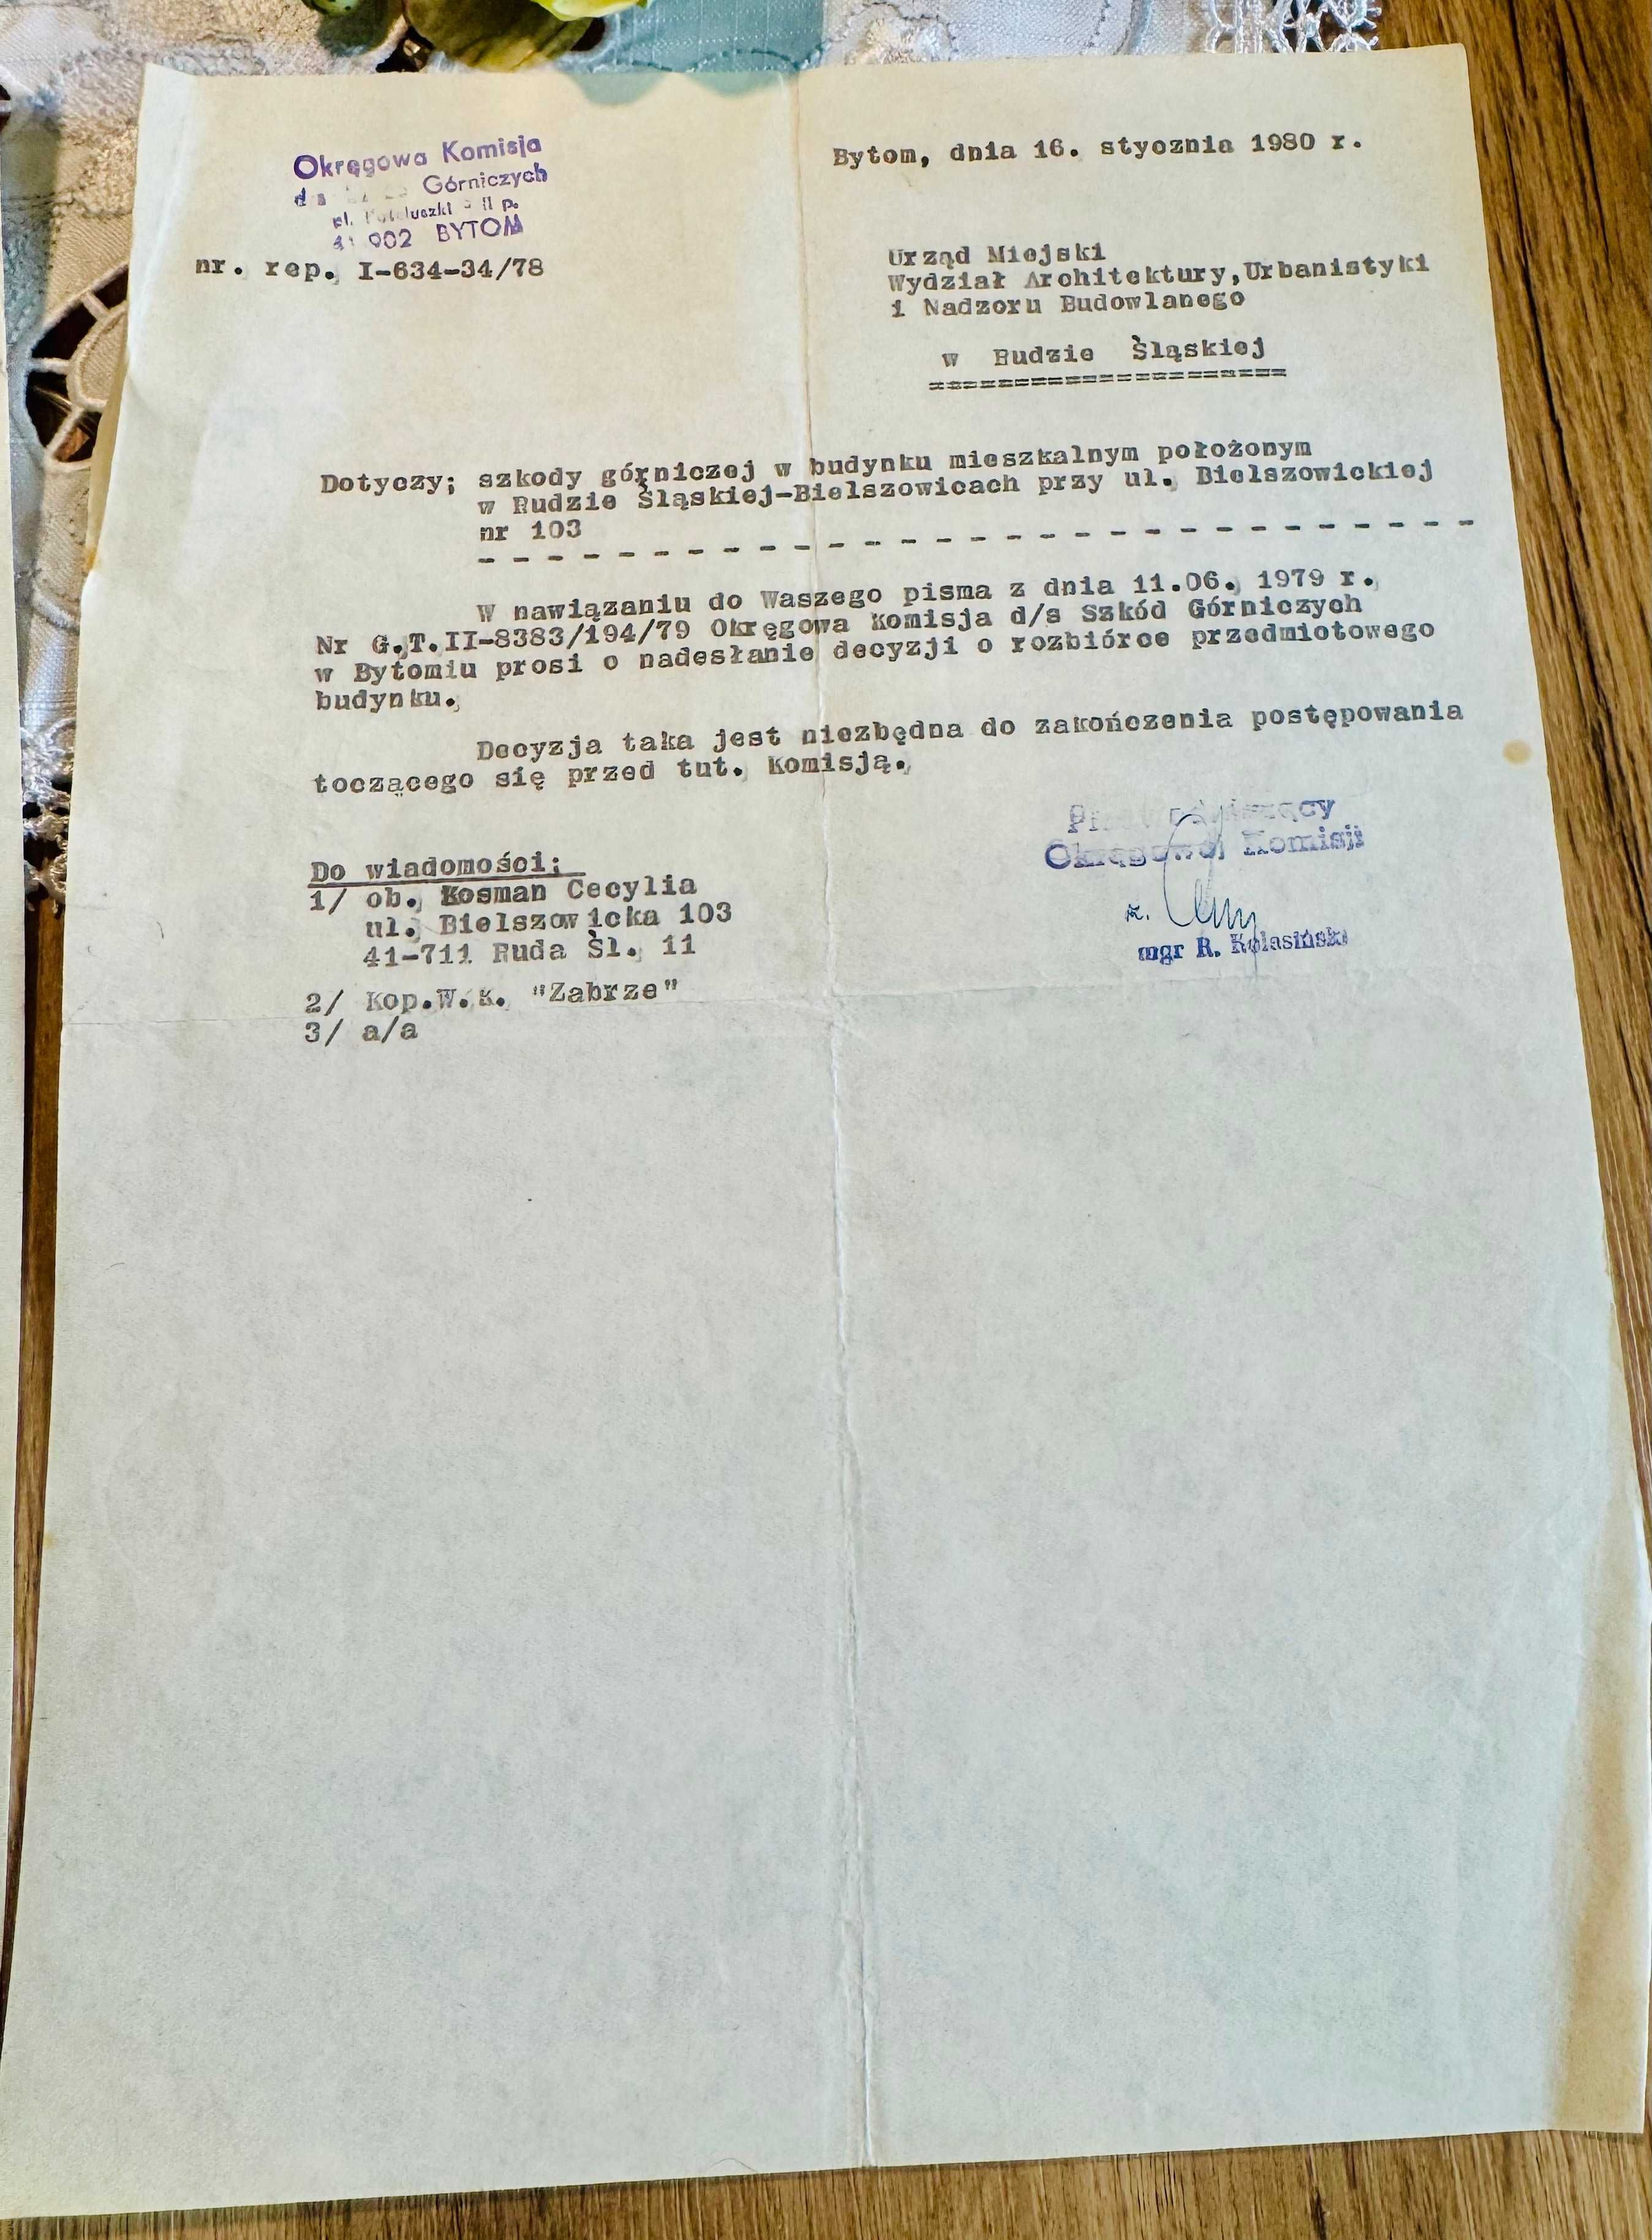 Okręgowa Komisja
Górniczych
II p.
902 BYTOM
nr. rep. I-634-34/78
Bytom, dnia 16. stycznia 1980 r.
Urząd Miejski
Wydział Architektury,Urbanistyki
i Nadzoru Budowlanego
w Rudzie Śląskiej
=====================
Dotyczy; szkody górniczej w budynku mieszkalnym położonym
w Rudzie Śląskiej-Bielszowicach przy ul. Bielszowickiej
nr 103
- - - - - - - - - - - - - - - - - - - - - - - - - - - - -
W nawiązaniu do Waszego pisma z dnia 11.06. 1979 r.
Nr G.T.II-8383/194/79 Okręgowa Komisja d/s Szkód Górniczych
w Bytomiu prosi o nadesłanie decyzji o rozbiórce przedmiotowego
budynku.
Decyzja taka jest niezbędna do zakończenia postępowania
toczącego się przed tut. Komisją.
Okręgowej Komisji
z.
mgr R. Kolasiński
Do wiadomości;
1/ ob. Kosman Cecylia
ul. Bielszowicka 103
41-711 Ruda Śl. 11
2/ Kop.W.K. "Zabrze"
3/ a/a